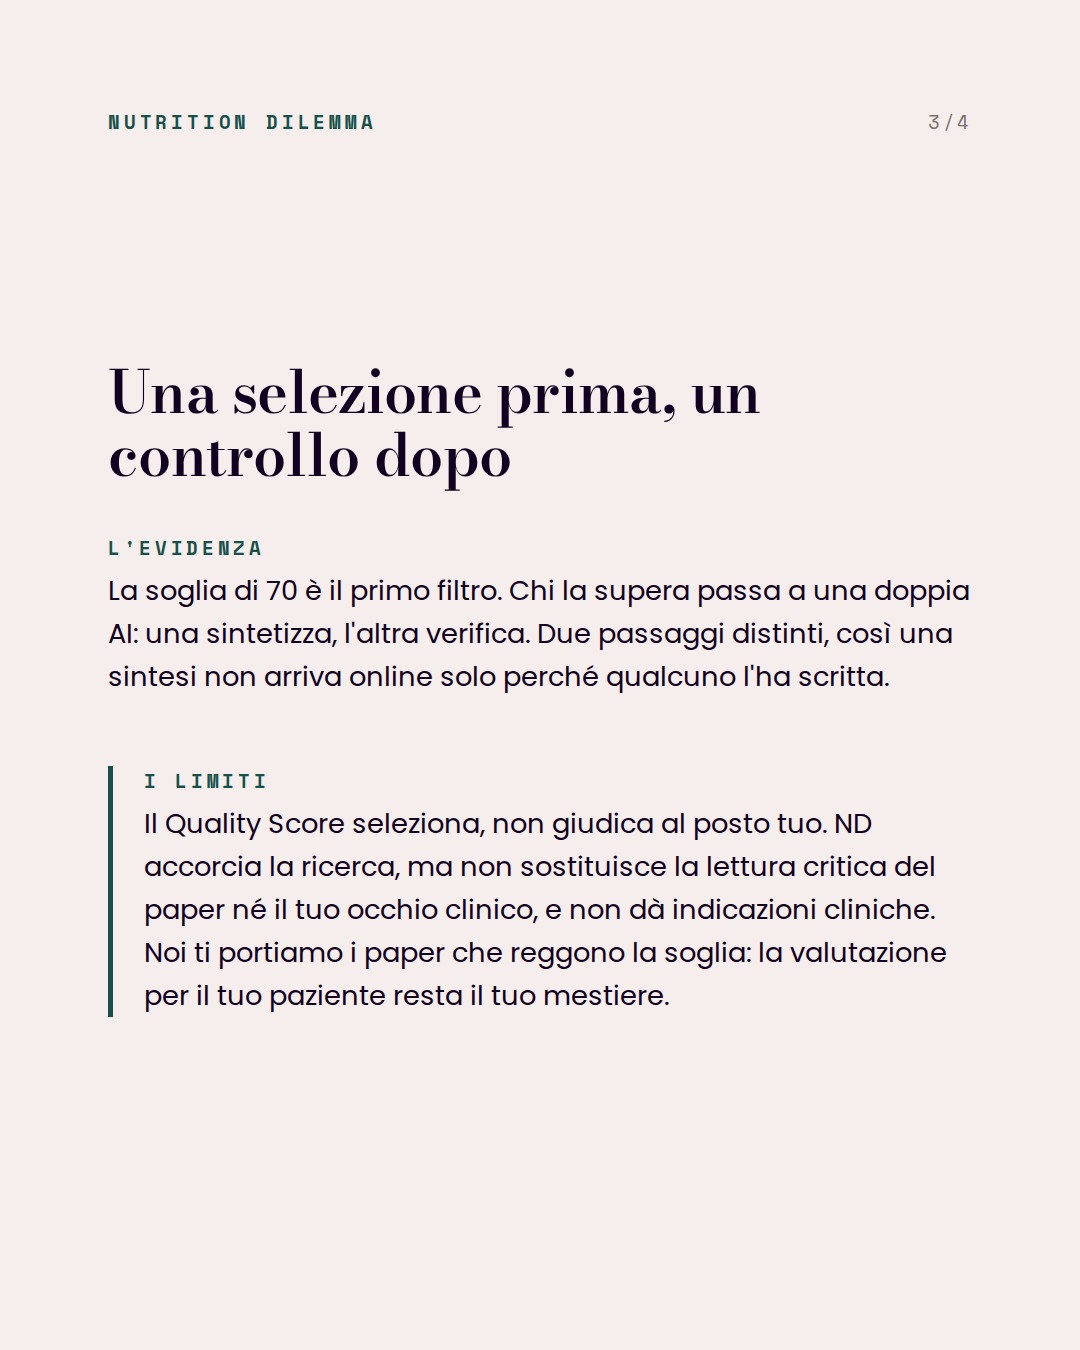 NUTRITION DILEMMA
3/4
Una selezione prima, un
controllo dopo
L'EVIDENZA
La soglia di 70 è il primo filtro. Chi la supera passa a una doppia
AI: una sintetizza, l'altra verifica. Due passaggi distinti, così una
sintesi non arriva online solo perché qualcuno l'ha scritta.
I LIMITI
Il Quality Score seleziona, non giudica al posto tuo. ND
accorcia la ricerca, ma non sostituisce la lettura critica del
paper né il tuo occhio clinico, e non dà indicazioni cliniche.
Noi ti portiamo i paper che reggono la soglia: la valutazione
per il tuo paziente resta il tuo mestiere.